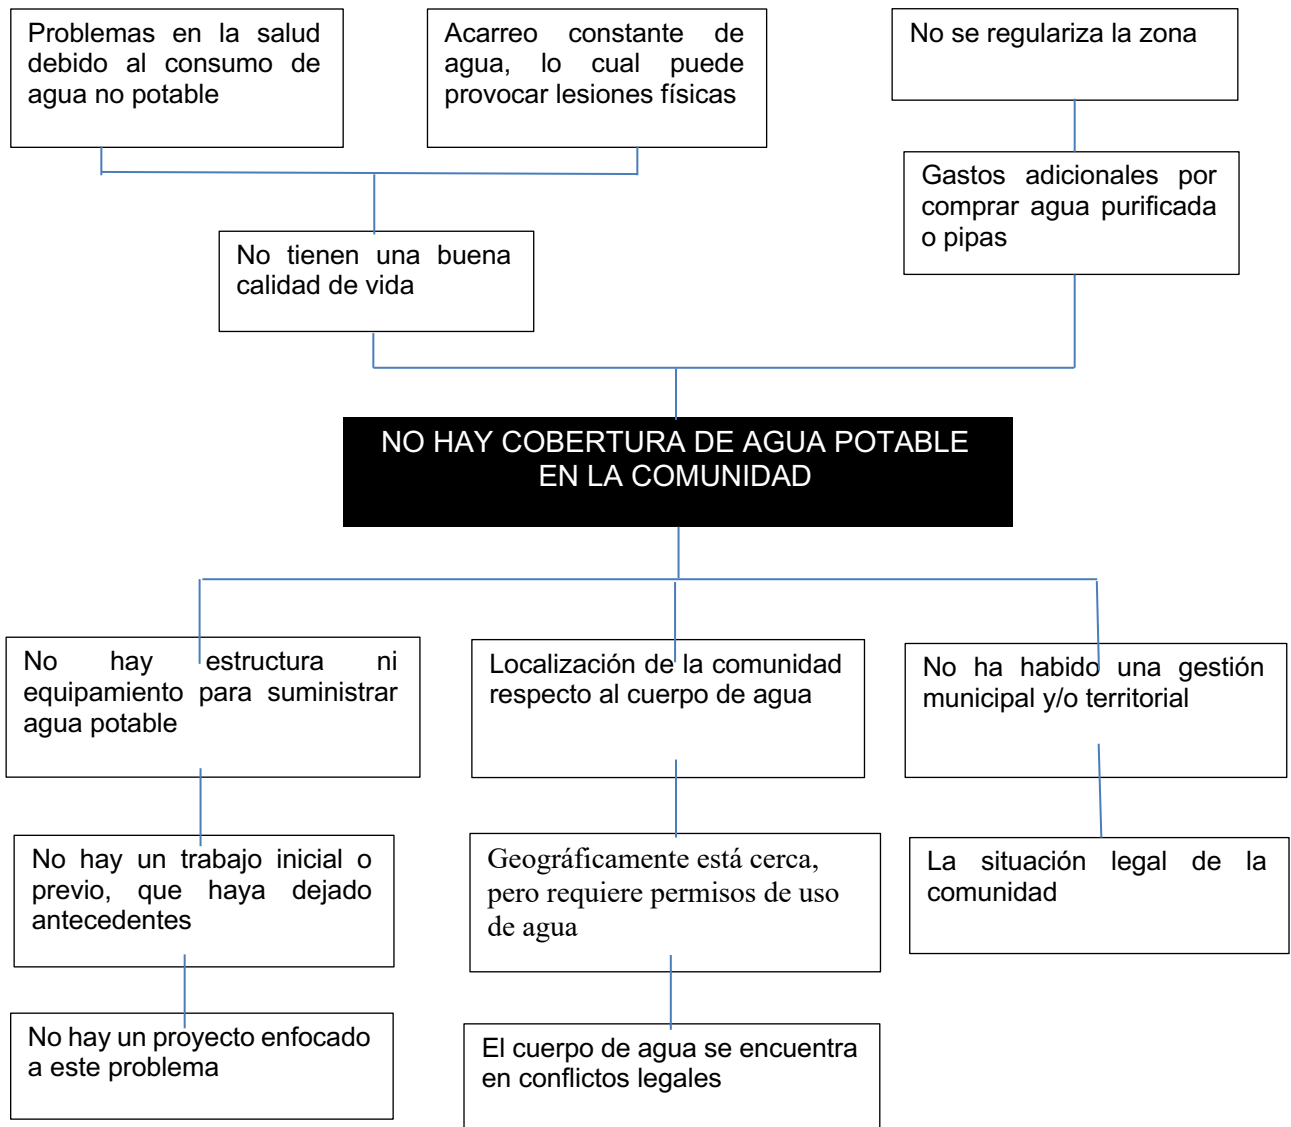 Problemas en la salud
debido al consumo de
agua no potable
Acarreo constante de
agua, lo cual puede
provocar lesiones físicas
No se regulariza la zona
Gastos adicionales por
comprar agua purificada
o pipas
No tienen una buena
calidad de vida
NO HAY COBERTURA DE AGUA POTABLE
EN LA COMUNIDAD
No hay estructura ni
equipamiento para suministrar
agua potable
Localización de la comunidad
respecto al cuerpo de agua
No ha habido una gestión
municipal y/o territorial
No hay un trabajo inicial o
previo, que haya dejado
antecedentes
Geográficamente está cerca,
pero requiere permisos de uso
de agua
La situación legal de la
comunidad
No hay un proyecto enfocado
a este problema
El cuerpo de agua se encuentra
en conflictos legales